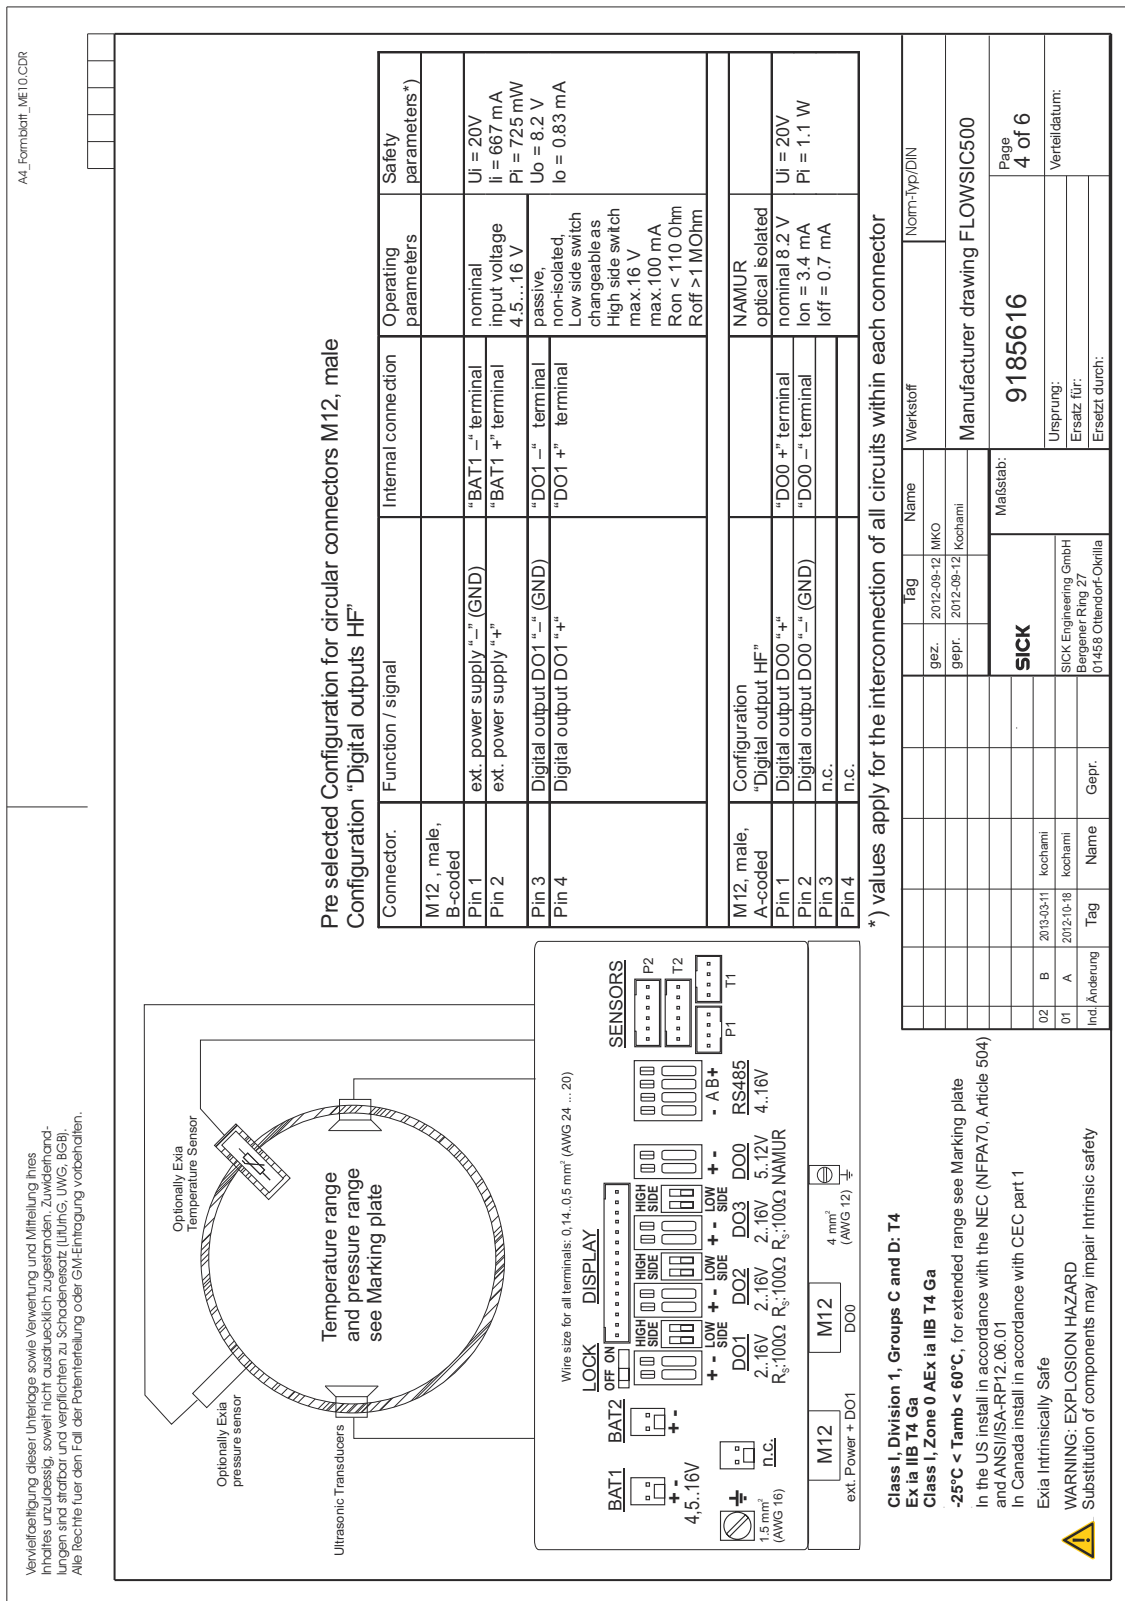 Vervielfaeltigung dieser Unterlage sowie Verwertung und Mitteilung ihres
Inhaltes unzulaessig, soweit nicht ausdruecklich zugestanden. Zuwiderhand-
lungen sind strafbar und verpflichten zu Schadenersatz (LitUrhG, UWG, BGB).
Alle Rechte fuer den Fall der Patenterteilung oder GM-Eintragung vorbehalten.
A4_Formblatt_ME10.CDR
Optionally Exia
pressure sensor
Optionally Exia
Temperature Sensor
Ultrasonic Transducers
Temperature range
and pressure range
see Marking plate
Wire size for all terminals: 0,14..0,5 mm² (AWG 24 ... 20)
BAT1
+ -
4,5..16V
BAT2
+ -
LOCK
OFF ON
DISPLAY
SENSORS
P2
T2
P1
T1
HIGH
SIDE
HIGH
SIDE
HIGH
SIDE
+ - LOW
SIDE
+ - LOW
SIDE
+ - LOW
SIDE
+ -
- A B +
DO1
2..16V
Rs:100Ω
DO2
2..16V
Rs:100Ω
DO3
2..16V
Rs:100Ω
DO0
5..12V
NAMUR
RS485
4..16V
1.5 mm²
(AWG 16)
n.c.
M12
ext. Power + DO1
M12
DO0
4 mm²
(AWG 12)
Pre selected Configuration for circular connectors M12, male
Configuration “Digital outputs HF”
Connector. Function / signal Internal connection Operating parameters Safety parameters*)
M12 , male,
B-coded
Pin 1 ext. power supply “–” (GND) “BAT1 –“ terminal
Pin 2 ext. power supply “+” “BAT1 +” terminal
nominal
input voltage
4.5...16 V
Pin 3 Digital output DO1 “–“ (GND) “DO1 –“ terminal
Pin 4 Digital output DO1 “+“ “DO1 +” terminal
passive,
non-isolated,
Low side switch
changeable as
High side switch
max.16 V
max.100 mA
Ron < 110 Ohm
Roff >1 MOhm
Ui = 20V
Ii = 667 mA
Pi = 725 mW
Uo = 8.2 V
Io = 0.83 mA
M12, male,
A-coded
Configuration
“Digital output HF”
NAMUR
optical isolated
Pin 1 Digital output DO0 “+“ “DO0 +” terminal
Pin 2 Digital output DO0 “–“ (GND) “DO0 –“ terminal
Pin 3 n.c.
Pin 4 n.c.
nominal 8.2 V
Ion = 3.4 mA
Ioff = 0.7 mA
Ui = 20V
Pi = 1.1 W
*) values apply for the interconnection of all circuits within each connector
Class I, Division 1, Groups C and D: T4
Ex ia IIB T4 Ga
Class I, Zone 0 AEx ia IIB T4 Ga
-25°C < Tamb < 60°C, for extended range see Marking plate
In the US install in accordance with the NEC (NFPA70, Article 504)
and ANSI/ISA-RP12.06.01
In Canada install in accordance with CEC part 1
Exia Intrinsically Safe
WARNING: EXPLOSION HAZARD
Substitution of components may impair Intrinsic safety
02 B 2013-03-11 kochami
01 A 2012-10-18 kochami
Ind. Änderung Tag Name Gepr.
Tag Name
gez. 2012-09-12 MKO
gepr. 2012-09-12 Kochami
SICK
SICK Engineering GmbH
Bergener Ring 27
01458 Ottendorf-Okrilla
Maßstab:
Werkstoff
Norm-Typ/DIN
Manufacturer drawing FLOWSIC500
9185616
Page
4 of 6
Ursprung:
Ersatz für:
Ersetzt durch:
Verteildatum: